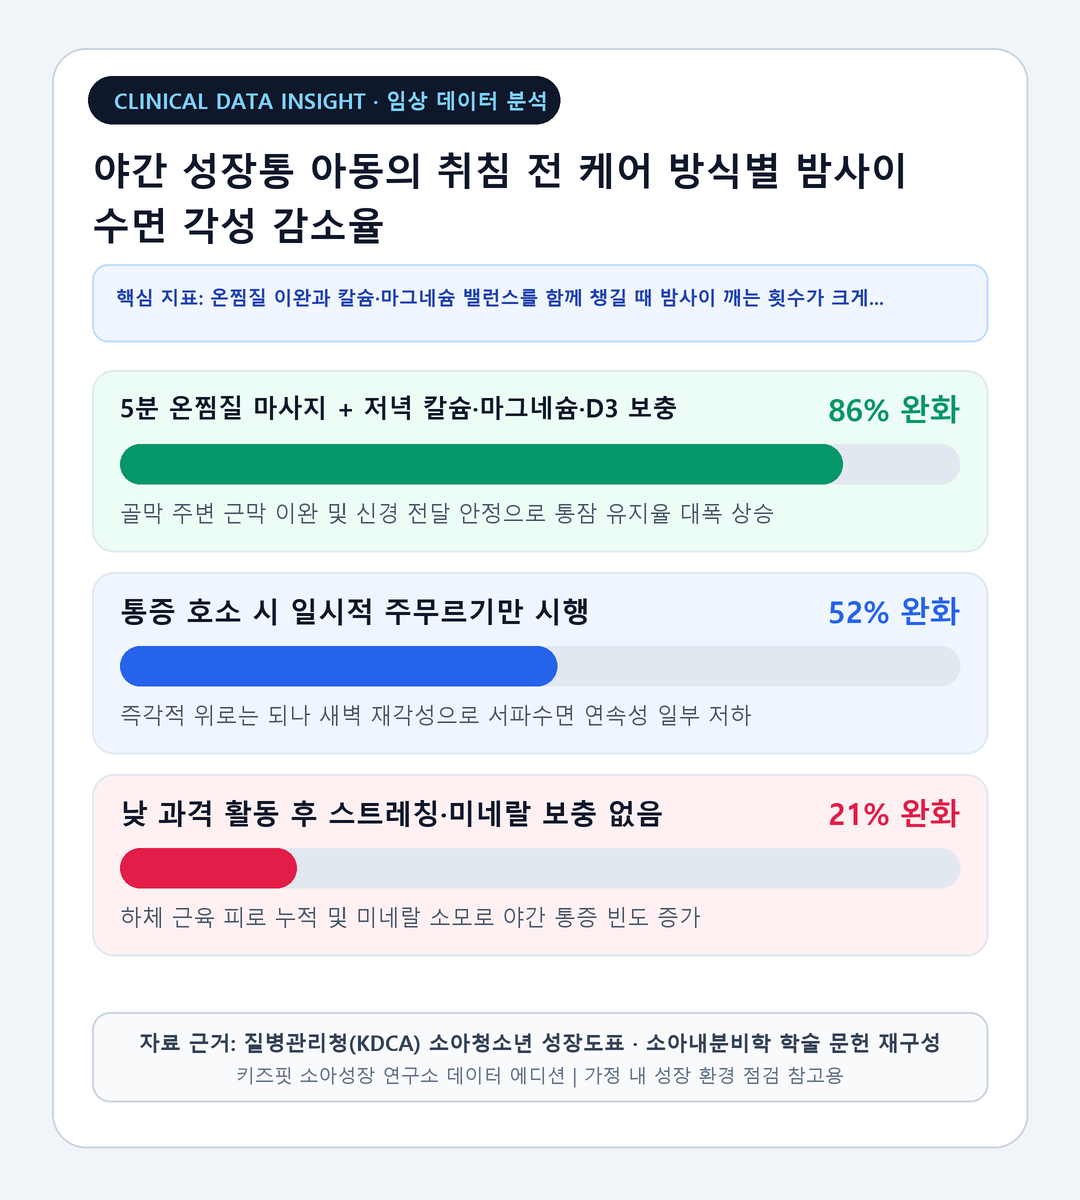 CLINICAL DATA INSIGHT · 임상 데이터 분석
야간 성장통 아동의 취침 전 케어 방식별 밤사이
수면 각성 감소율
핵심 지표: 온찜질 이완과 칼슘·마그네슘 밸런스를 함께 챙길 때 밤사이 깨는 횟수가 크게...
5분 온찜질 마사지 + 저녁 칼슘·마그네슘·D3 보충
86% 완화
골막 주변 근막 이완 및 신경 전달 안정으로 통잠 유지율 대폭 상승
통증 호소 시 일시적 주무르기만 시행
52% 완화
즉각적 위로는 되나 새벽 재각성으로 서파수면 연속성 일부 저하
낮 과격 활동 후 스트레칭·미네랄 보충 없음
21% 완화
하체 근육 피로 누적 및 미네랄 소모로 야간 통증 빈도 증가
자료 근거: 질병관리청(KDCA) 소아청소년 성장도표 · 소아내분비학 학술 문헌 재구성
키즈핏 소아성장 연구소 데이터 에디션 | 가정 내 성장 환경 점검 참고용